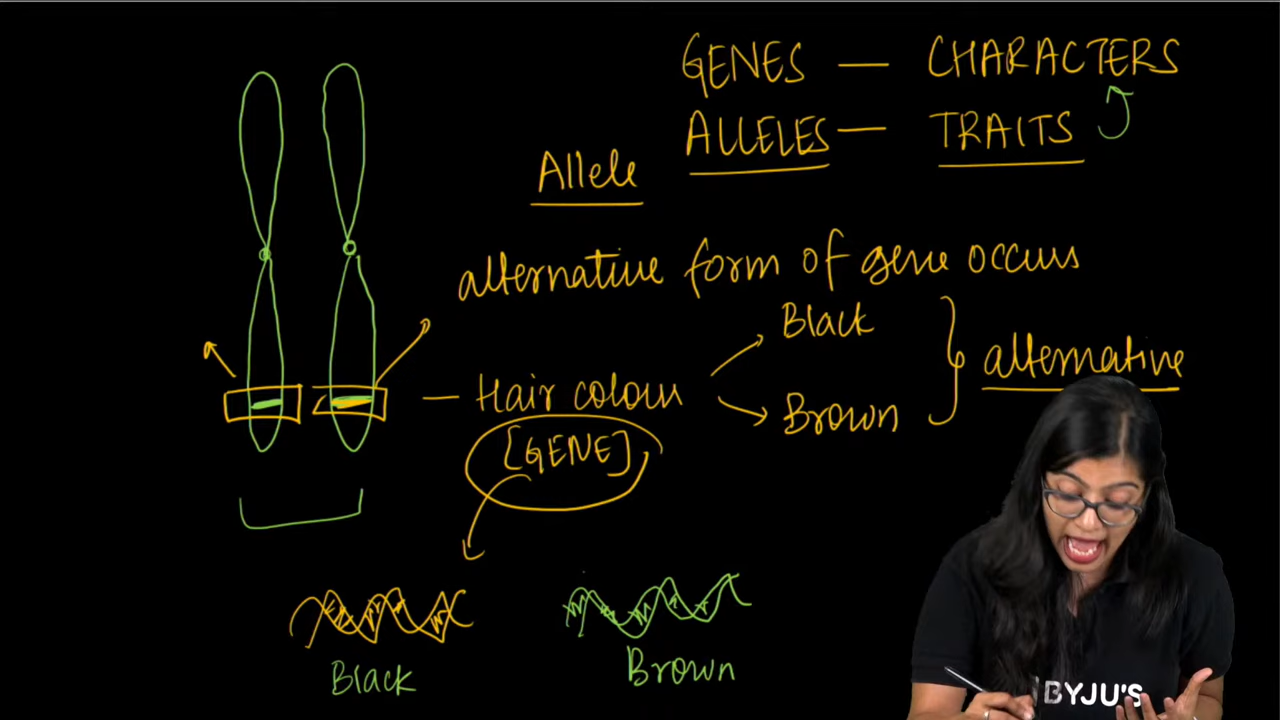 GENES — CHARACTERS
ALLELES — TRAITS
Allele
alternative form of gene occurs
Black
alternative
— Hair colour
Brown
[GENE]
Black
Brown
BYJU'S